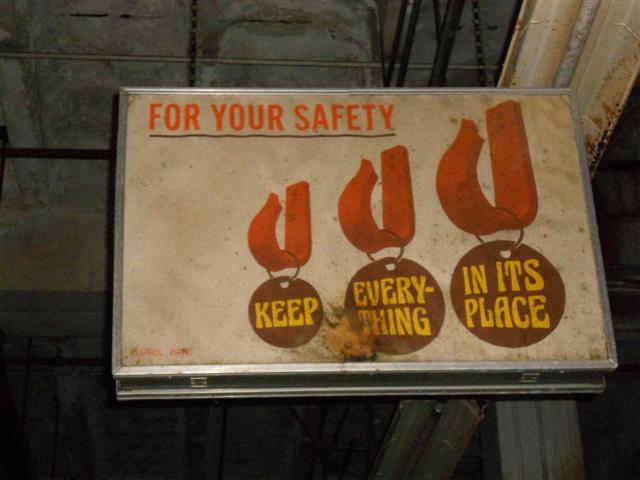 FOR YOUR SAFETY
KEEP
EVERY-
THING
IN ITS
PLACE